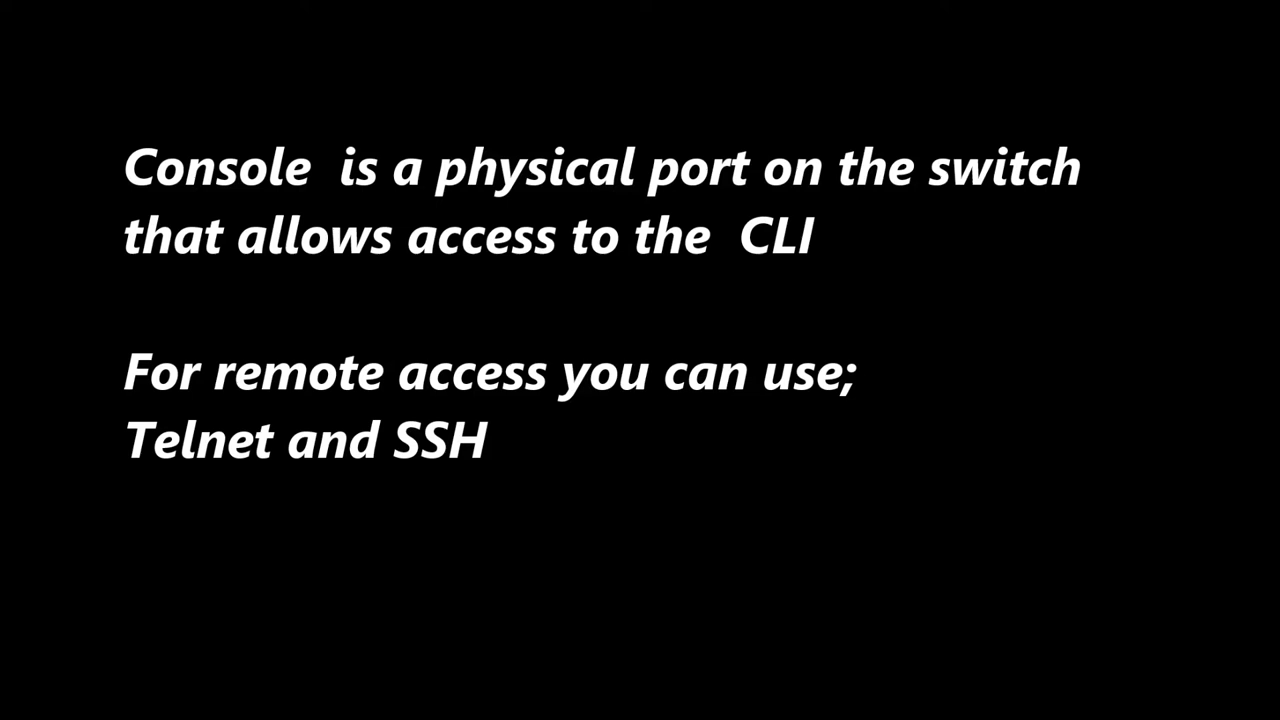 Console  is a physical port on the switch
that allows access to the  CLI
For remote access you can use;
Telnet and SSH